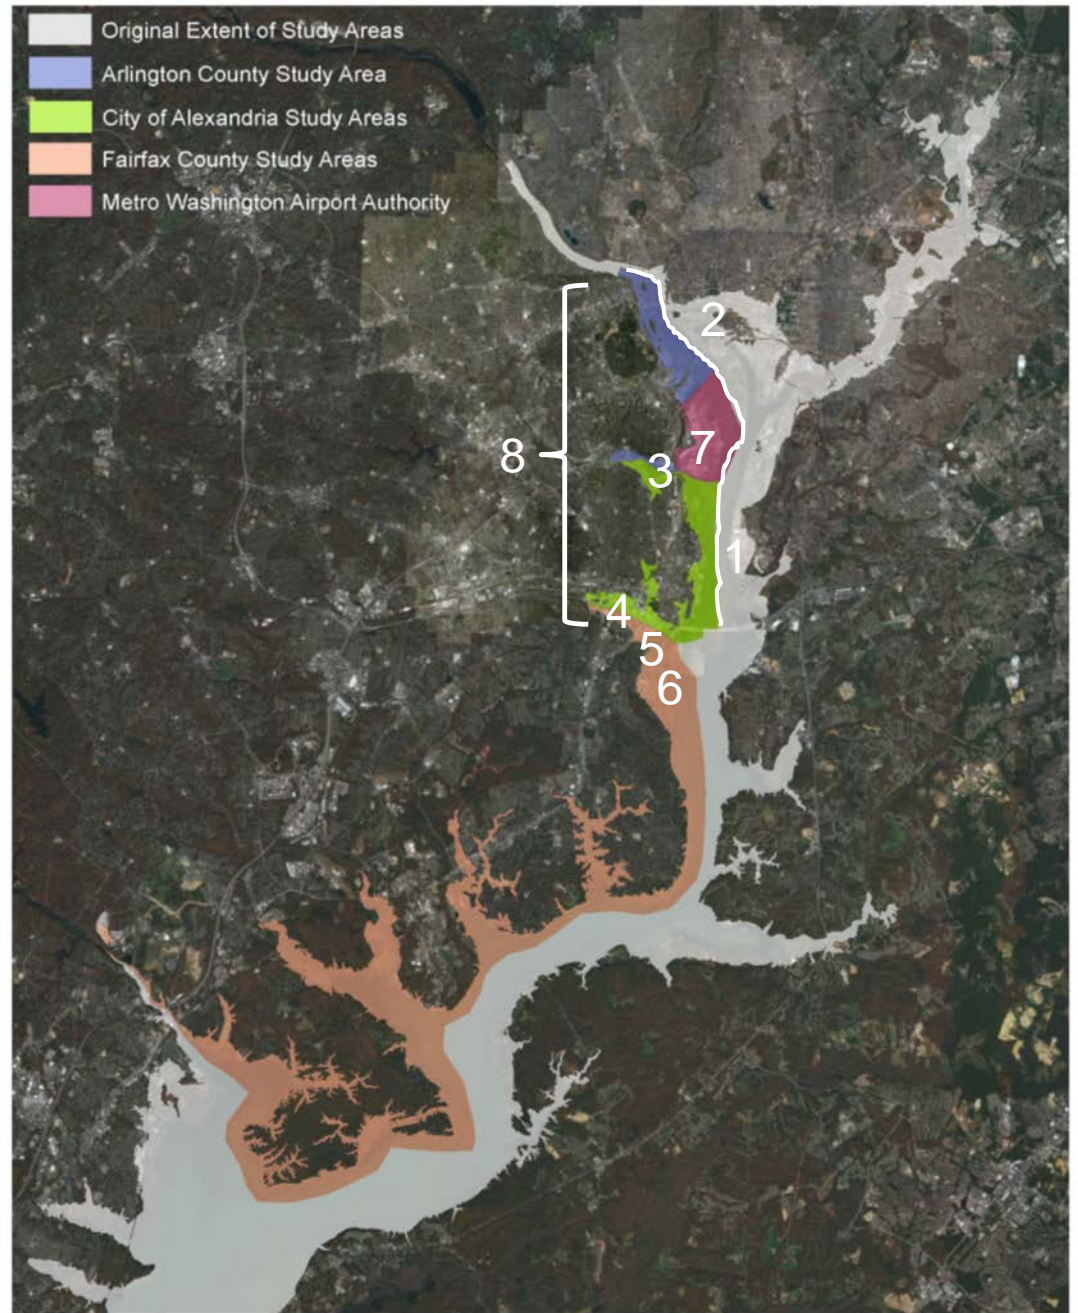 Original Extent of Study Areas
Arlington County Study Area
City of Alexandria Study Areas
Fairfax County Study Areas
Metro Washington Airport Authority
2
7
8
3
1
4
5
6